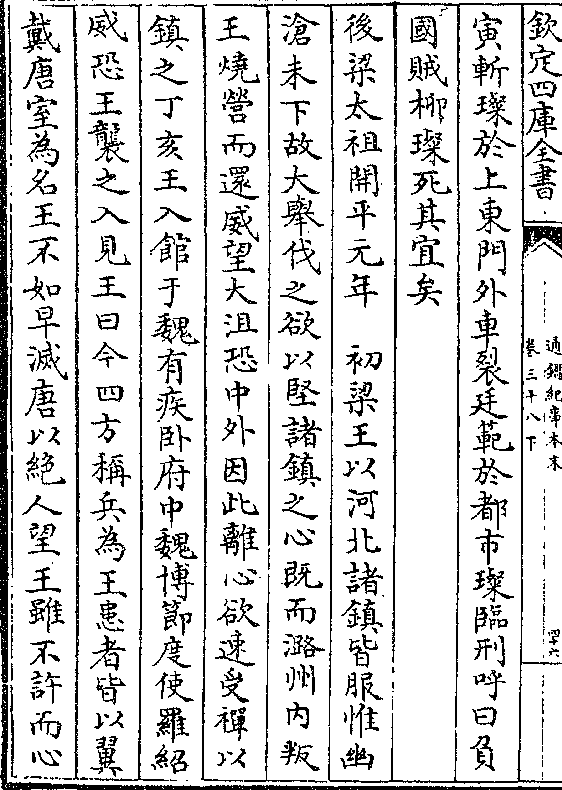 欽定四庫全書
通鑑紀事本末
卷三十八下
四十六
寅斬璨於上東門外車裂廷範於都市璨臨刑呼曰負
國賊柳璨死其宜矣
後梁太祖開平元年　初梁王以河北諸鎮皆服惟幽
滄未下故大舉伐之欲以堅諸鎮之心既而潞州内叛
王燒營而還威望大沮恐中外因此離心欲速受禪以
鎮之丁亥王入館于魏有疾卧府中魏博節度使羅紹
威恐王襲之入見王曰今四方稱兵為王患者皆以翼
戴唐室為名王不如早滅唐以絶人望王雖不許而心